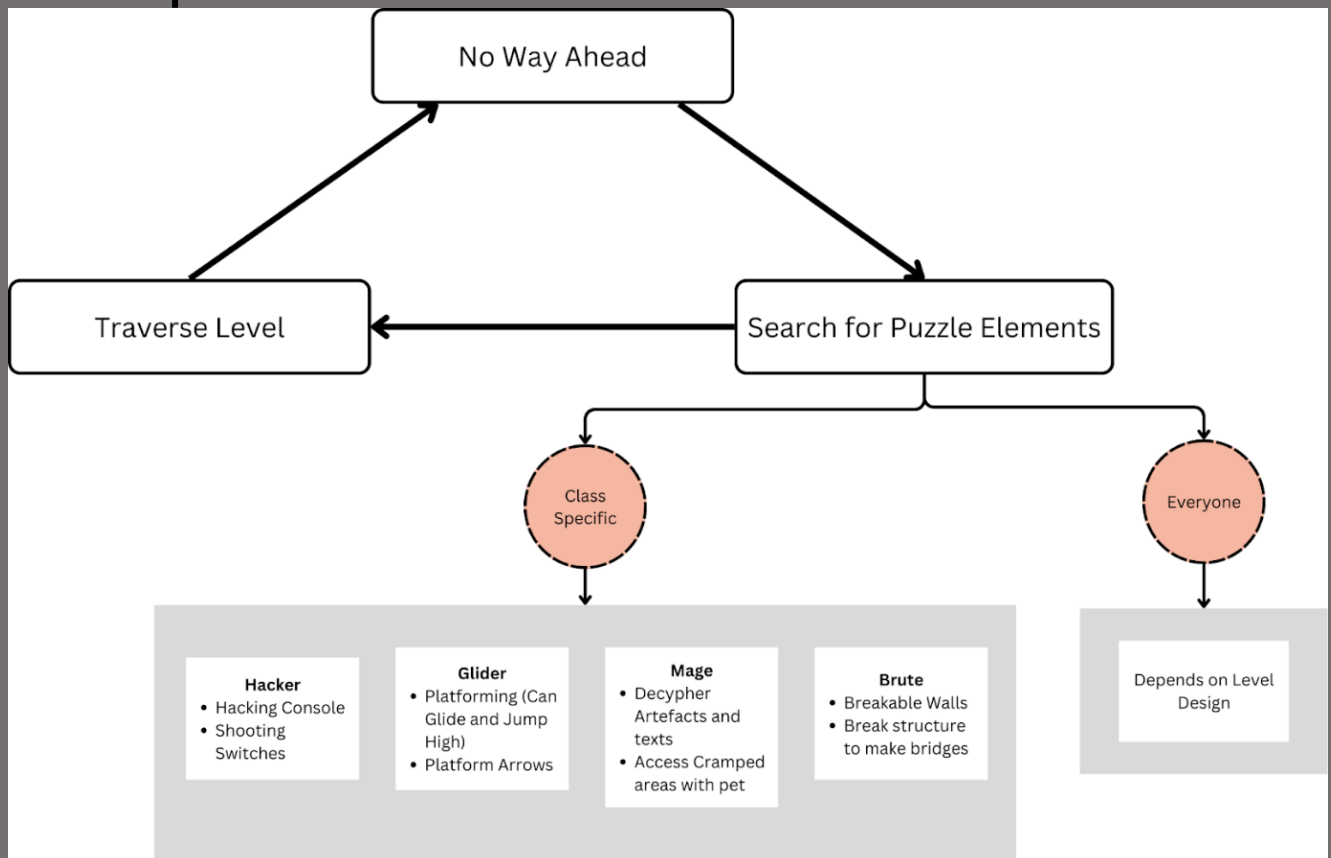 No Way Ahead
Traverse Level
Search for Puzzle Elements
Class
Specific
Everyone
Hacker
• Hacking Console
• Shooting
Switches
Glider
• Platforming (Can
Glide and Jump
High)
• Platform Arrows
Mage
• Decypher
Artefacts and
texts
• Access Cramped
areas with pet
Brute
• Breakable Walls
• Break structure
to make bridges
Depends on Level
Design